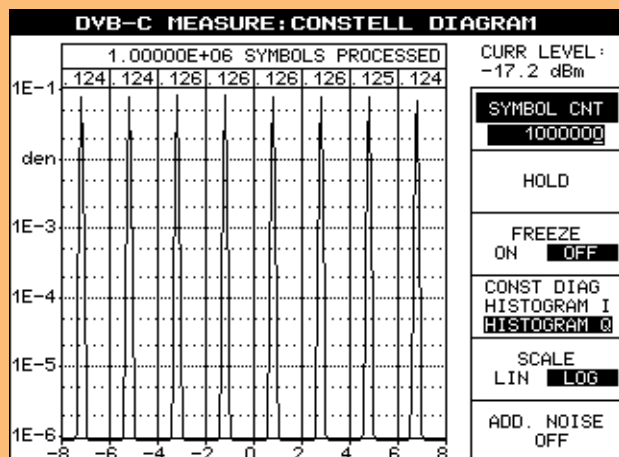 DVB-C MEASURE:CONSTELL DIAGRAM
1.00000E+06 SYMBOLS PROCESSED
.124 .124 .126 .126 .126 .126 .125 .124
1E-1
den
1E-3
1E-4
1E-5
1E-6
-8 -6 -4 -2 0 2 4 6 8
CURR LEVEL:
-17.2 dBm
SYMBOL CNT
1000000
HOLD
FREEZE
ON OFF
CONST DIAG
HISTOGRAM I
HISTOGRAM Q
SCALE
LIN LOG
ADD. NOISE
OFF